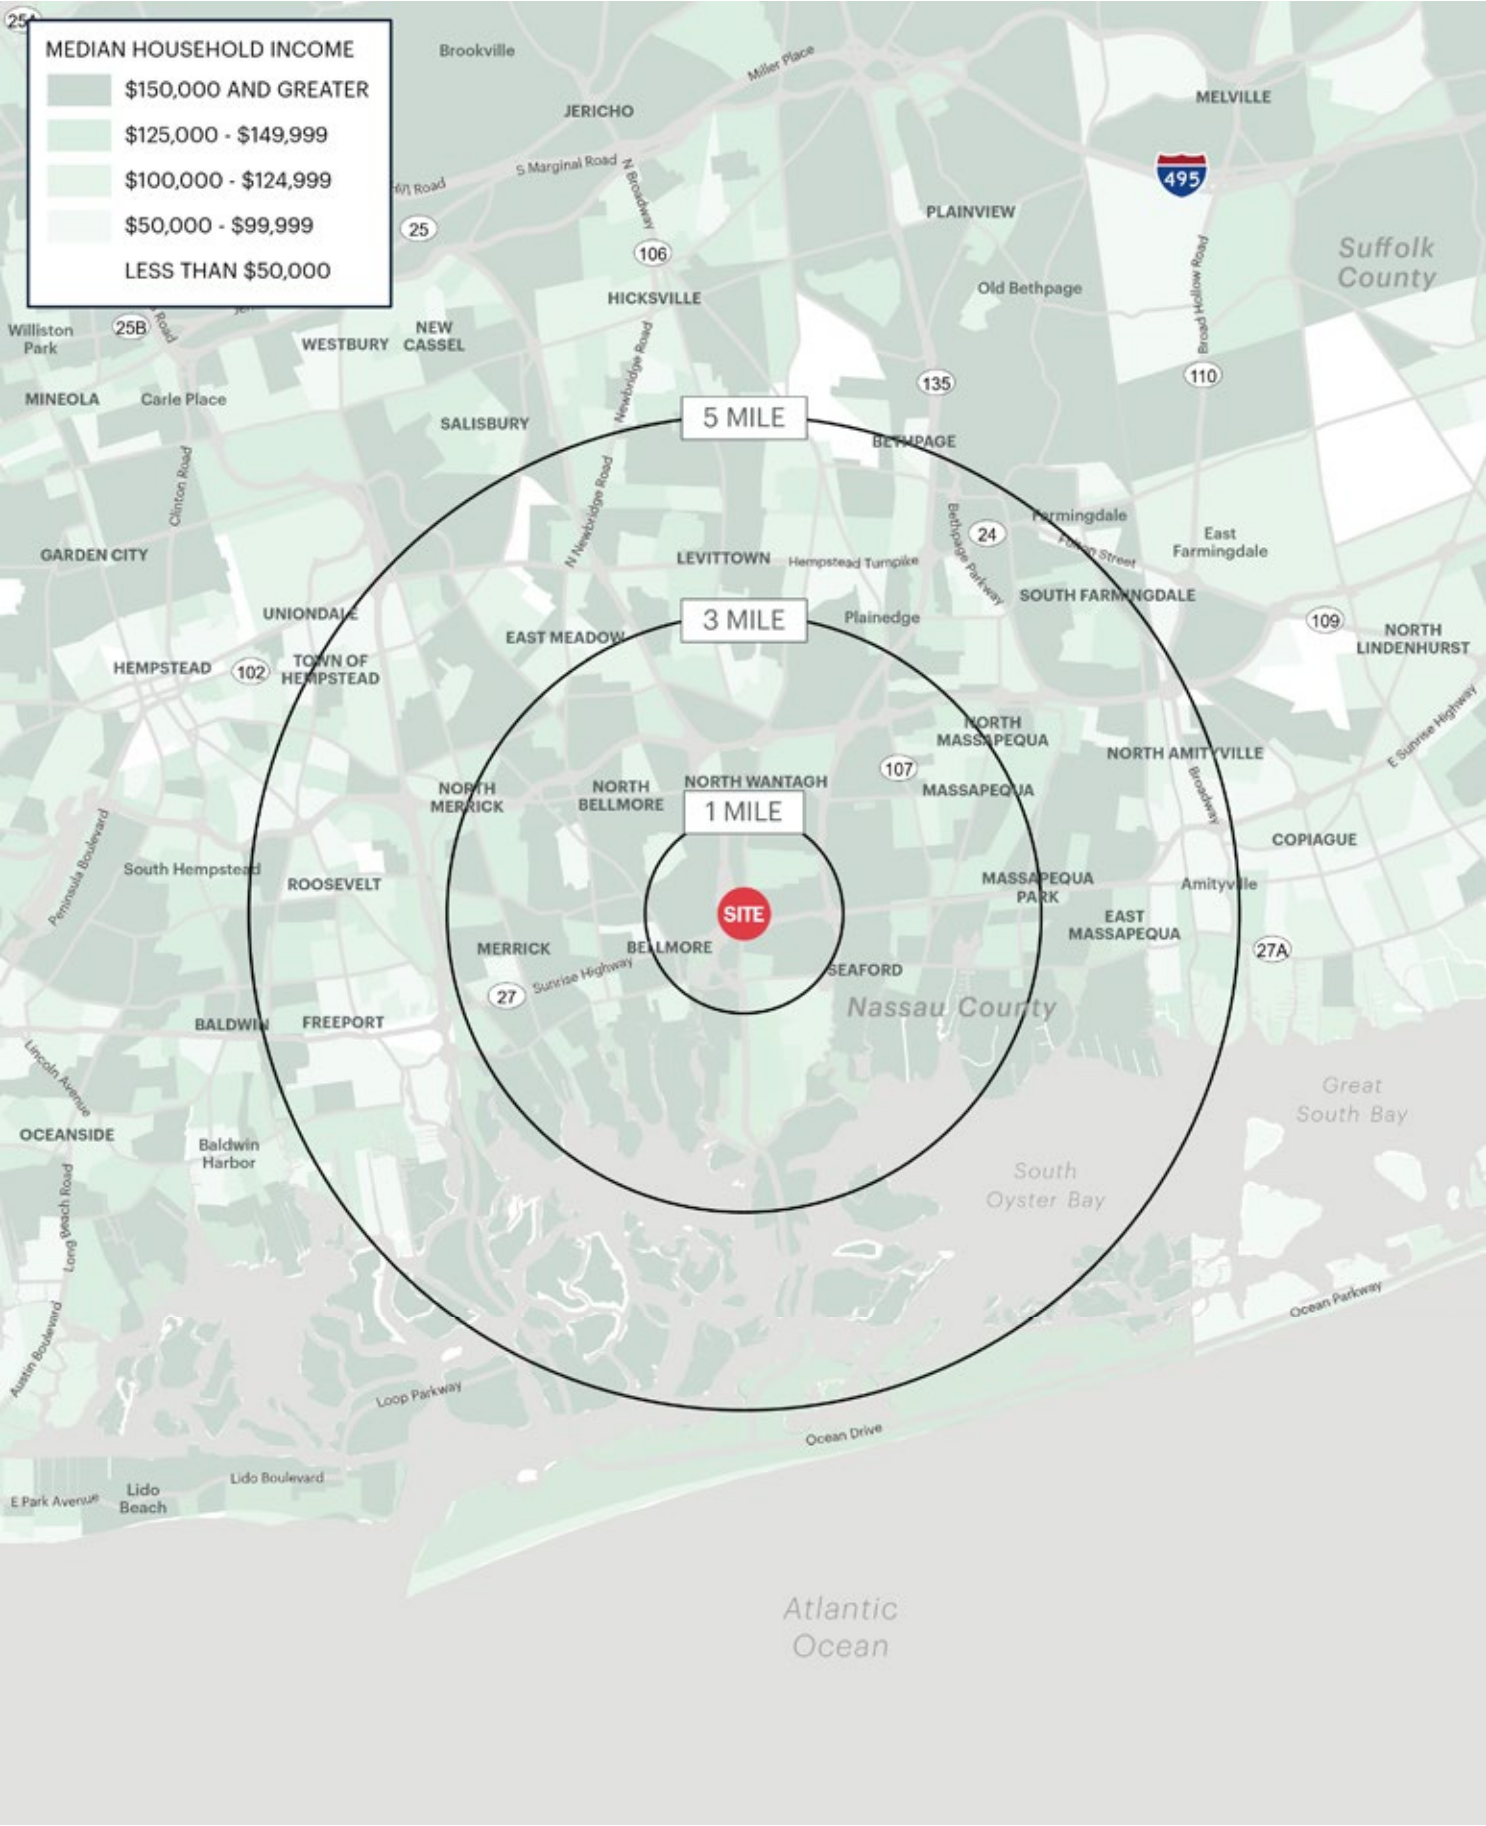 25A
MEDIAN HOUSEHOLD INCOME
$150,000 AND GREATER
$125,000 - $149,999
$100,000 - $124,999
$50,000 - $99,999
LESS THAN $50,000
Brookville
Miller Place
JERICHO
MELVILLE
S Marginal Road
N Broadway
Road
25
495
PLAINVIEW
106
Suffolk
County
Old Bethpage
Broad Hollow Road
HICKSVILLE
Road
25B
Williston
Park
WESTBURY
NEW
CASSEL
Newbridge Road
135
110
MINEOLA
Carle Place
SALISBURY
5 MILE
BETHPAGE
Clinton Road
N Newbridge Road
Bethpage Parkway
24
Farmingdale
Fulton Street
East
Farmingdale
GARDEN CITY
LEVITTOWN
Hempstead Turnpike
SOUTH FARMINGDALE
UNIONDALE
3 MILE
Plainedge
109
NORTH
LINDENHURST
EAST MEADOW
HEMPSTEAD
102
TOWN OF
HEMPSTEAD
E Sunrise Highway
NORTH
MASSAPEQUA
NORTH AMITYVILLE
107
NORTH
MERRICK
NORTH
BELLMORE
NORTH WANTAGH
MASSAPEQUA
Broadway
1 MILE
Peninsula Boulevard
COPIAGUE
South Hempstead
ROOSEVELT
MASSAPEQUA
PARK
Amityville
SITE
EAST
MASSAPEQUA
MERRICK
BELLMORE
27A
Sunrise Highway
SEAFORD
27
Nassau County
BALDWIN
FREEPORT
Lincoln Avenue
Great
South Bay
OCEANSIDE
Baldwin
Harbor
South
Oyster Bay
Long Beach Road
Ocean Parkway
Austin Boulevard
Loop Parkway
Ocean Drive
Lido Boulevard
E Park Avenue
Lido
Beach
Atlantic
Ocean